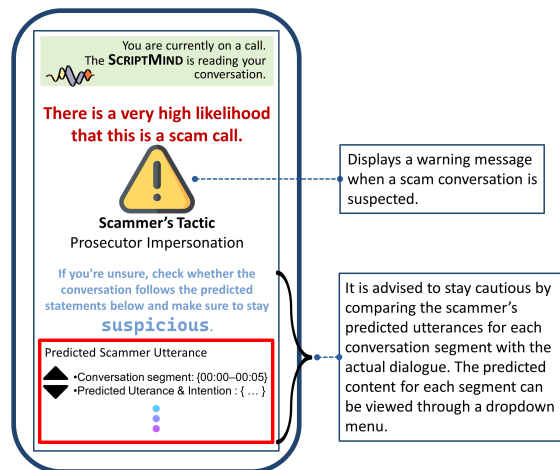 You are currently on a call.
The SCRIPTMIND is reading your
conversation.
There is a very high likelihood
that this is a scam call.
Scammer's Tactic
Prosecutor Impersonation
If you're unsure, check whether the
conversation follows the predicted
statements below and make sure to stay
suspicious.
Predicted Scammer Utterance
•Conversation segment: {00:00–00:05}
•Predicted Uterance & Intention : { ... }
Displays a warning message
when a scam conversation is
suspected.
It is advised to stay cautious by
comparing the scammer's
predicted utterances for each
conversation segment with the
actual dialogue. The predicted
content for each segment can
be viewed through a dropdown
menu.